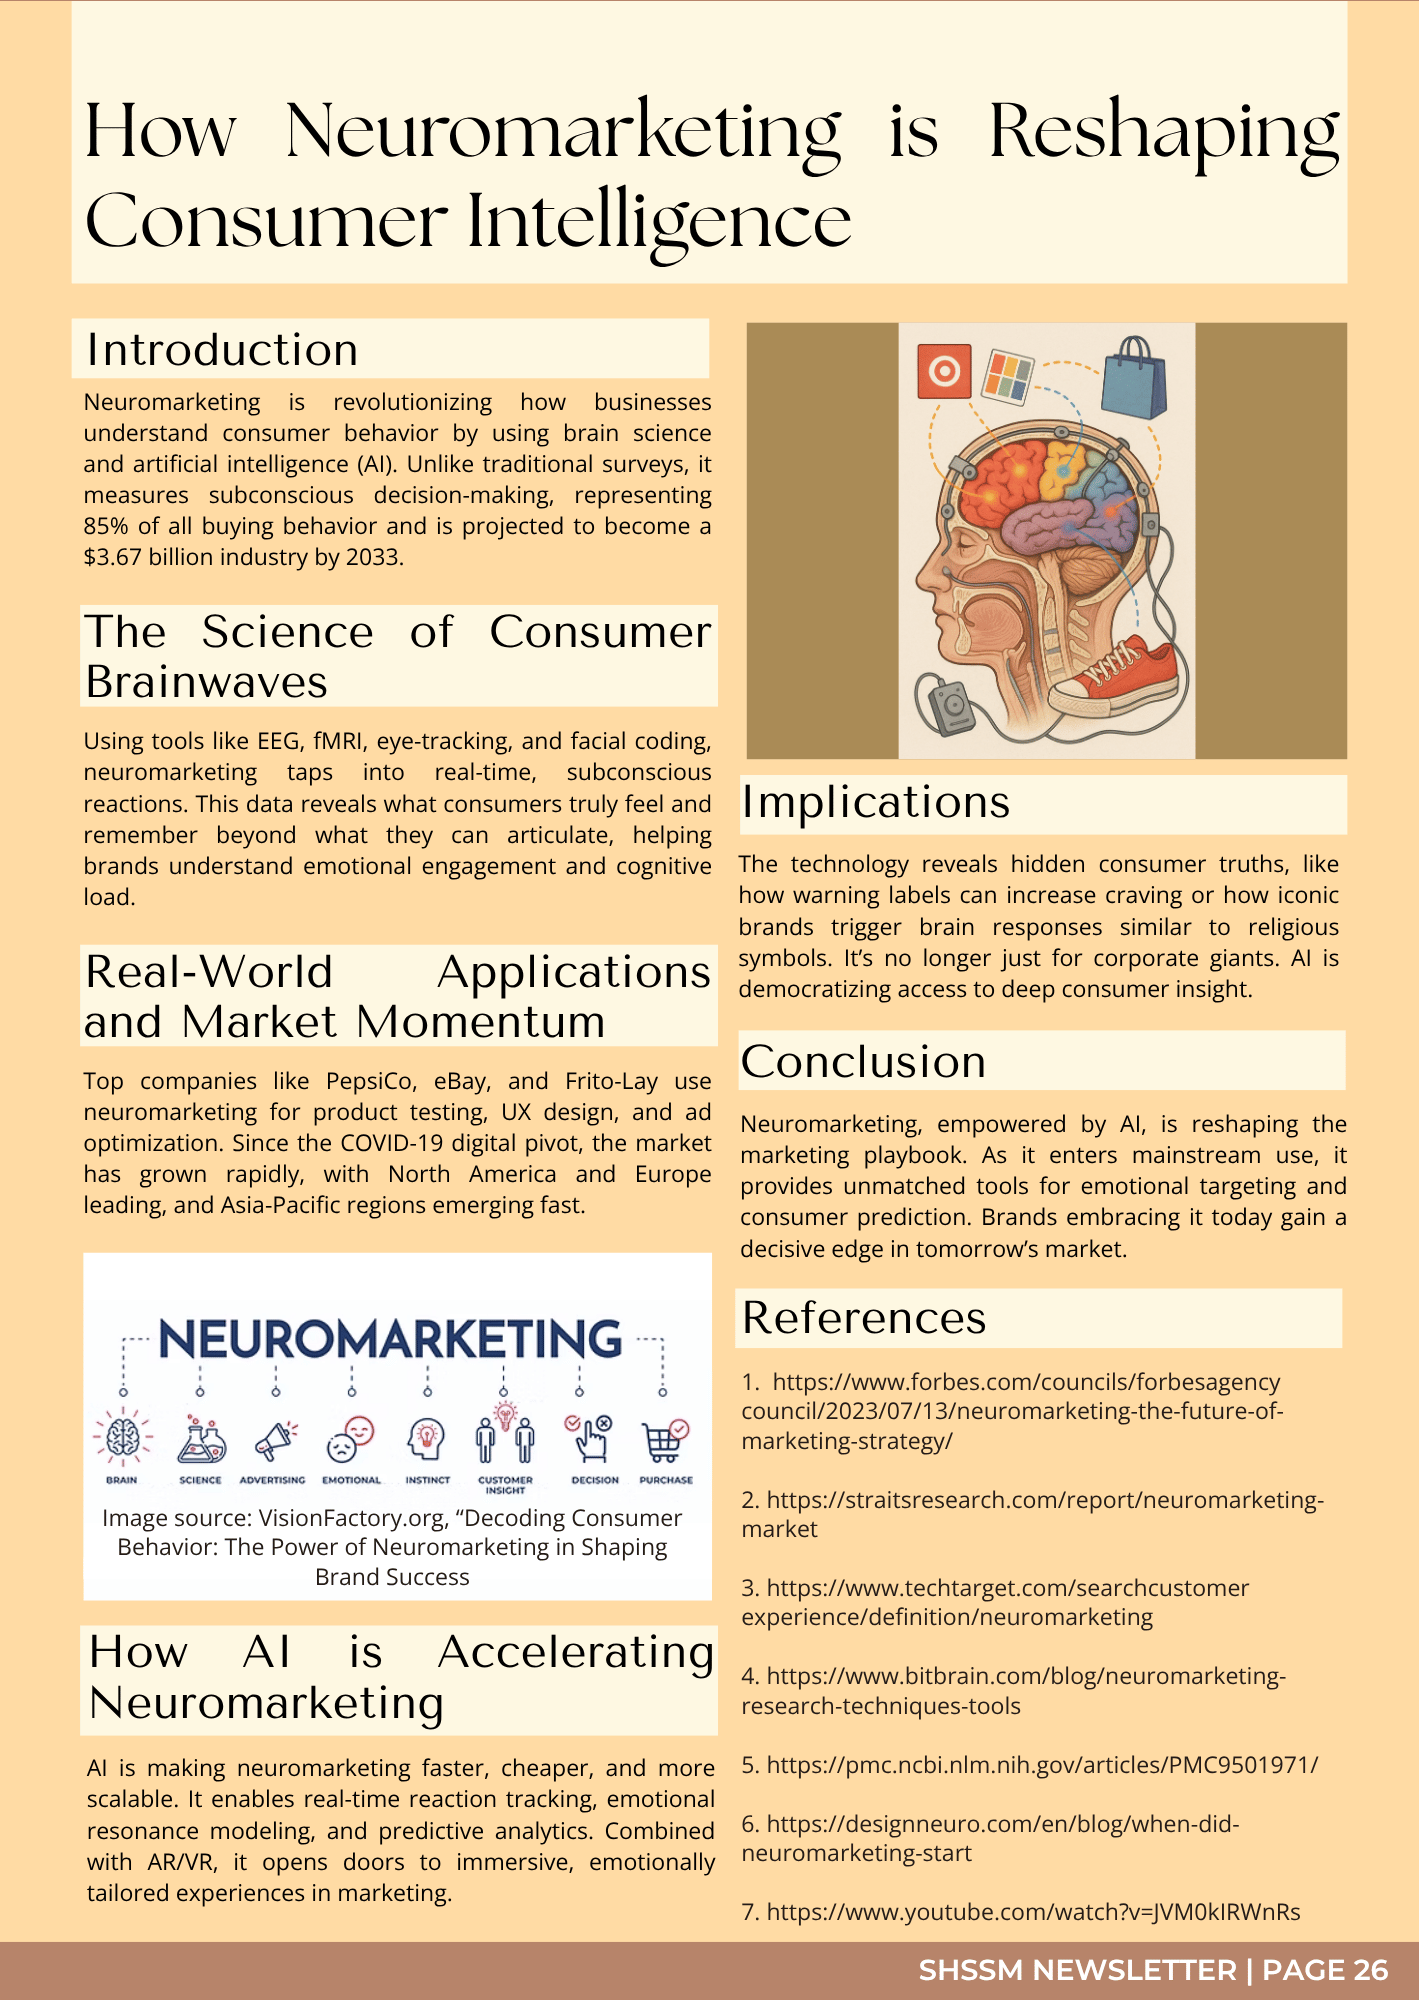 How Neuromarketing is Reshaping
Consumer Intelligence
Introduction
Neuromarketing is revolutionizing how businesses
understand consumer behavior by using brain science
and artificial intelligence (AI). Unlike traditional surveys, it
measures subconscious decision-making, representing
85% of all buying behavior and is projected to become a
$3.67 billion industry by 2033.
The Science of Consumer
Brainwaves
Using tools like EEG, fMRI, eye-tracking, and facial coding,
neuromarketing taps into real-time, subconscious
reactions. This data reveals what consumers truly feel and
remember beyond what they can articulate, helping
brands understand emotional engagement and cognitive
load.
Real-World Applications
and Market Momentum
Top companies like PepsiCo, eBay, and Frito-Lay use
neuromarketing for product testing, UX design, and ad
optimization. Since the COVID-19 digital pivot, the market
has grown rapidly, with North America and Europe
leading, and Asia-Pacific regions emerging fast.
NEUROMARKETING
BRAIN SCIENCE ADVERTISING EMOTIONAL INSTINCT CUSTOMER DECISION PURCHASE
INSIGHT
Image source: VisionFactory.org, “Decoding Consumer
Behavior: The Power of Neuromarketing in Shaping
Brand Success
How AI is Accelerating
Neuromarketing
AI is making neuromarketing faster, cheaper, and more
scalable. It enables real-time reaction tracking, emotional
resonance modeling, and predictive analytics. Combined
with AR/VR, it opens doors to immersive, emotionally
tailored experiences in marketing.
Implications
The technology reveals hidden consumer truths, like
how warning labels can increase craving or how iconic
brands trigger brain responses similar to religious
symbols. It’s no longer just for corporate giants. AI is
democratizing access to deep consumer insight.
Conclusion
Neuromarketing, empowered by AI, is reshaping the
marketing playbook. As it enters mainstream use, it
provides unmatched tools for emotional targeting and
consumer prediction. Brands embracing it today gain a
decisive edge in tomorrow’s market.
References
1. https://www.forbes.com/councils/forbesagency
council/2023/07/13/neuromarketing-the-future-of-
marketing-strategy/
2. https://straitsresearch.com/report/neuromarketing-
market
3. https://www.techtarget.com/searchcustomer
experience/definition/neuromarketing
4. https://www.bitbrain.com/blog/neuromarketing-
research-techniques-tools
5. https://pmc.ncbi.nlm.nih.gov/articles/PMC9501971/
6. https://designneuro.com/en/blog/when-did-
neuromarketing-start
7. https://www.youtube.com/watch?v=JVM0kIRWnRs
SHSSM NEWSLETTER | PAGE 26